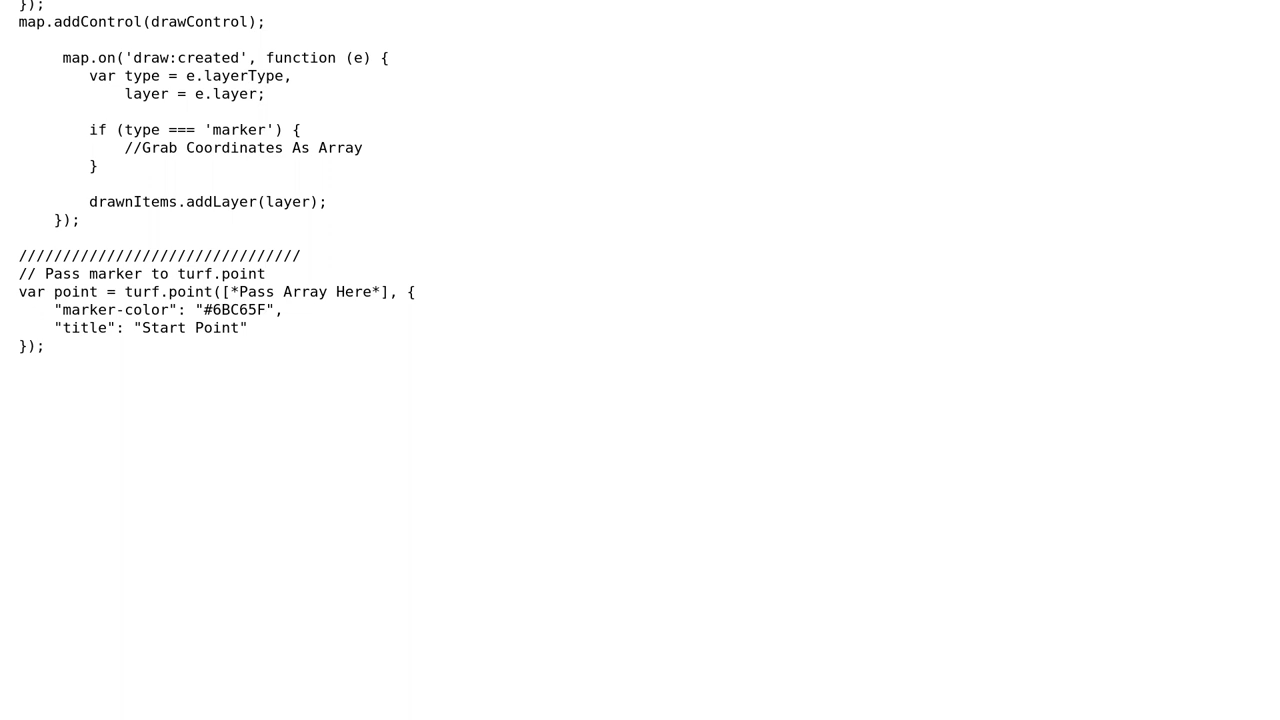 });
map.addControl(drawControl);
map.on('draw:created', function (e) {
var type = e.layerType,
layer = e.layer;
if (type === 'marker') {
//Grab Coordinates As Array
}
drawnItems.addLayer(layer);
});
////////////////////////////////
// Pass marker to turf.point
var point = turf.point([*Pass Array Here*], {
"marker-color": "#6BC65F",
"title": "Start Point"
});